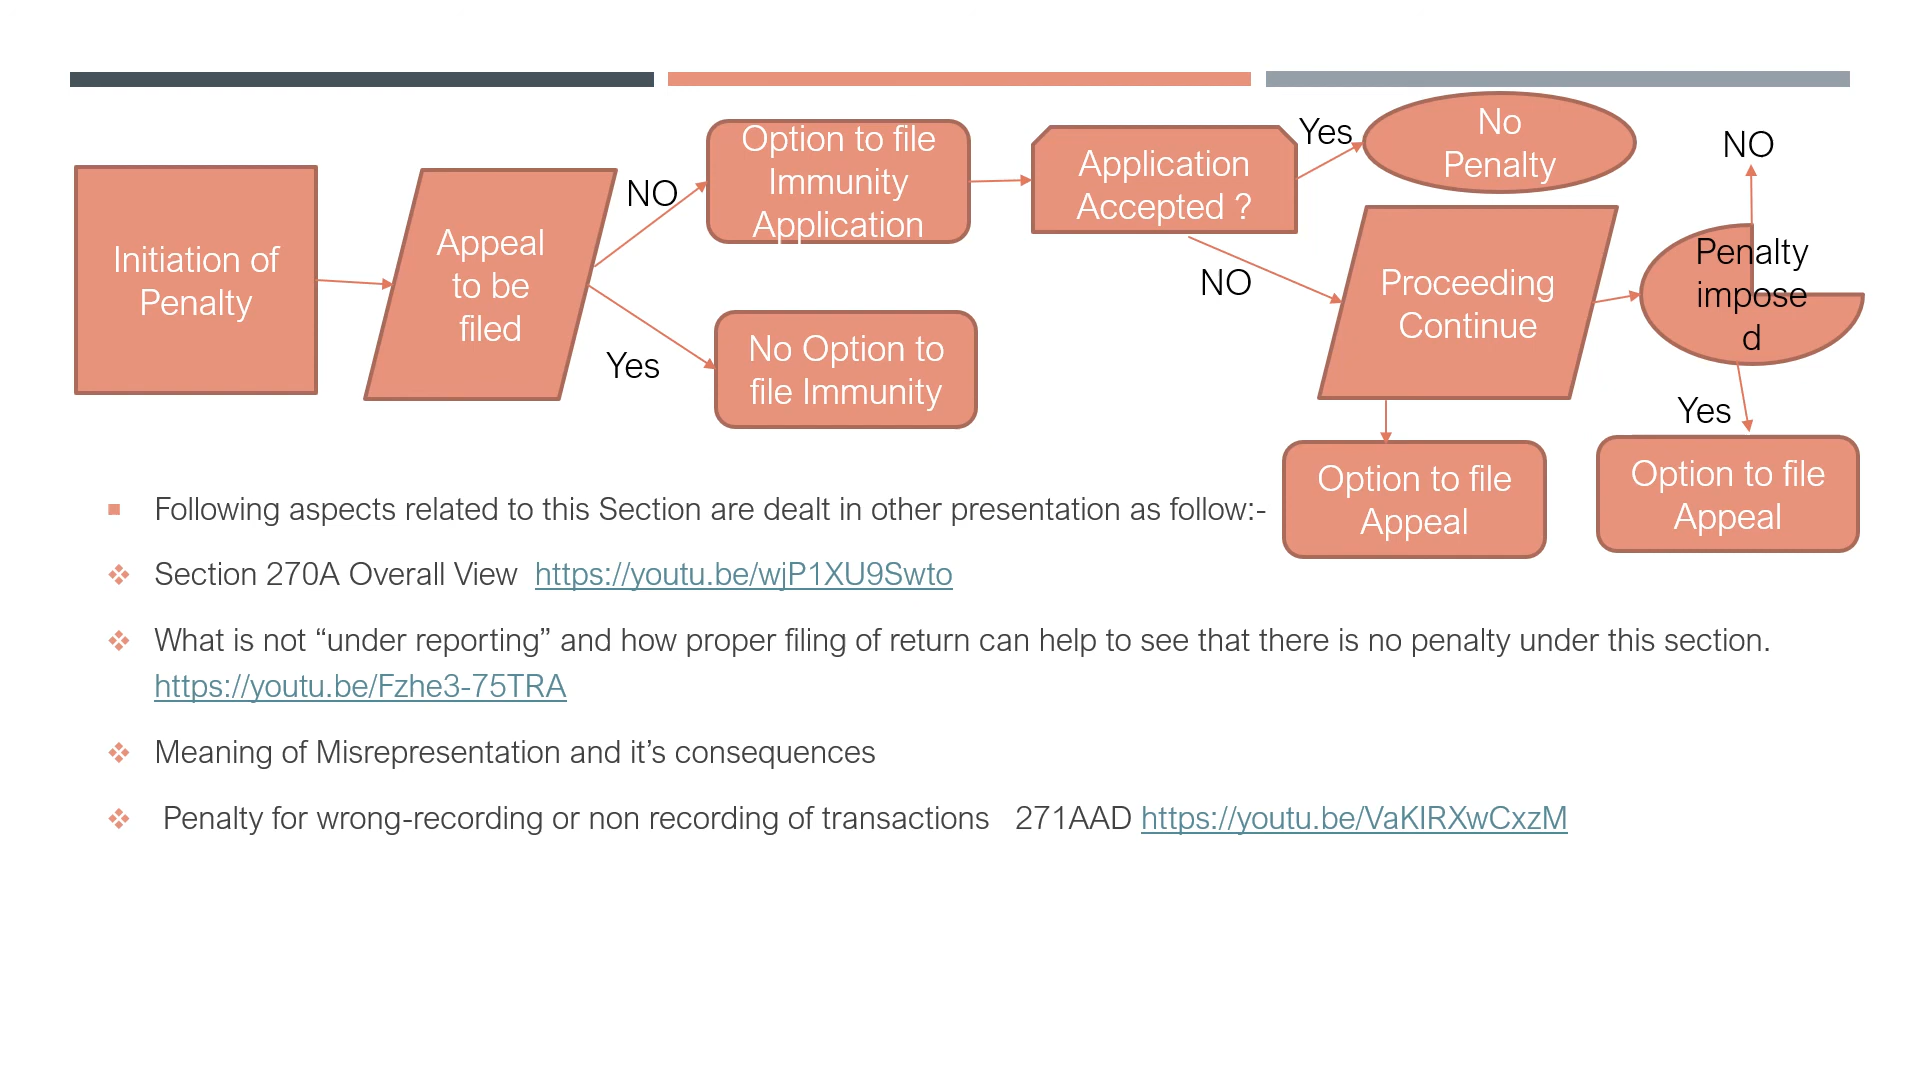 Initiation of
Penalty
Appeal
to be
filed
NO
Yes
Option to file
Immunity
Application
No Option to
file Immunity
Application
Accepted ?
Yes
NO
No
Penalty
Proceeding
Continue
NO
Penalty
impose
d
Yes
Option to file
Appeal
Option to file
Appeal
Following aspects related to this Section are dealt in other presentation as follow:-
Section 270A Overall View https://youtu.be/wjP1XU9Swto
What is not “under reporting” and how proper filing of return can help to see that there is no penalty under this section.
https://youtu.be/Fzhe3-75TRA
Meaning of Misrepresentation and it’s consequences
Penalty for wrong-recording or non recording of transactions 271AAD https://youtu.be/VaKIRXwCxzM